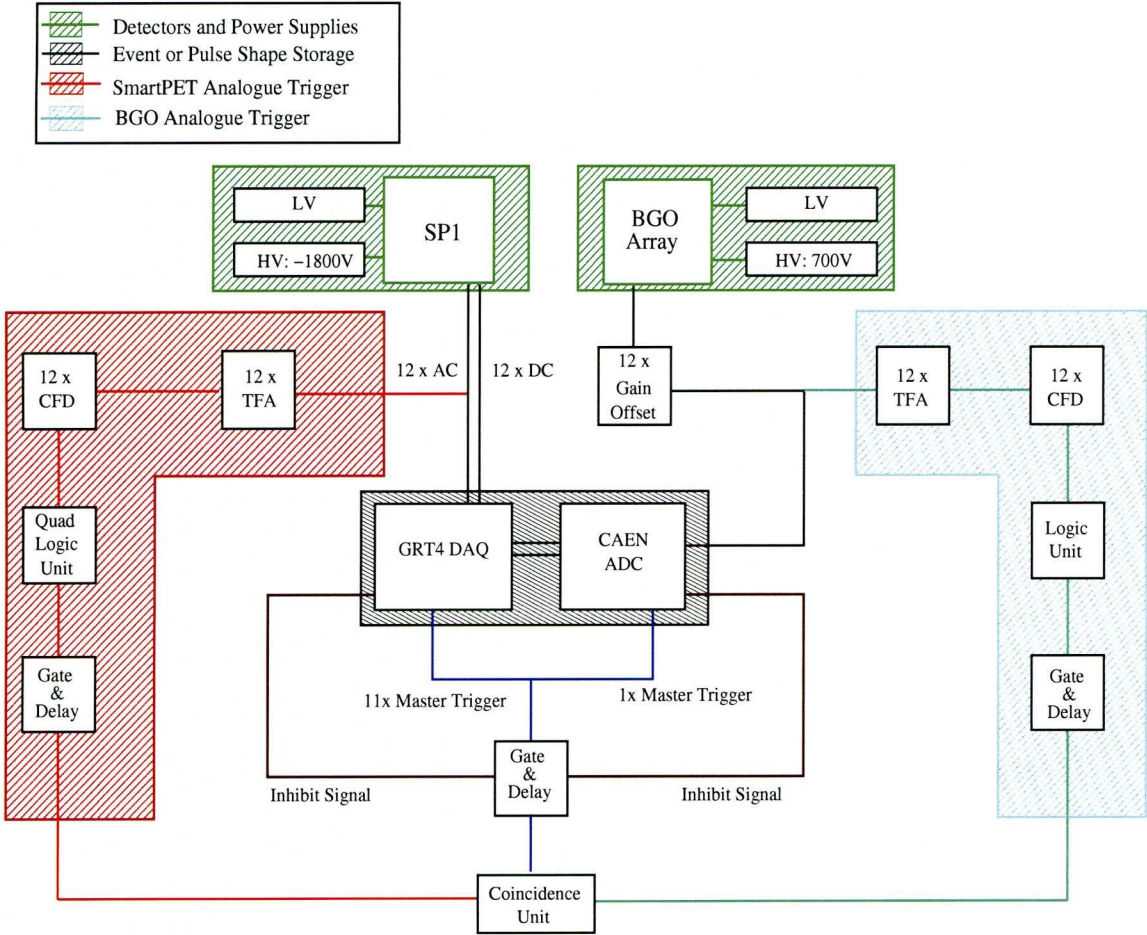 Detectors and Power Supplies
Event or Pulse Shape Storage
SmartPET Analogue Trigger
BGO Analogue Trigger
LV
HV: −1800V
SP1
BGO
Array
LV
HV: 700V
12 x
CFD
12 x
TFA
12 x AC
12 x DC
12 x
Gain
Offset
12 x
TFA
12 x
CFD
Quad
Logic
Unit
GRT4 DAQ
CAEN
ADC
Logic
Unit
Gate
&
Delay
11x Master Trigger
1x Master Trigger
Gate
&
Delay
Gate
&
Delay
Inhibit Signal
Inhibit Signal
Coincidence
Unit